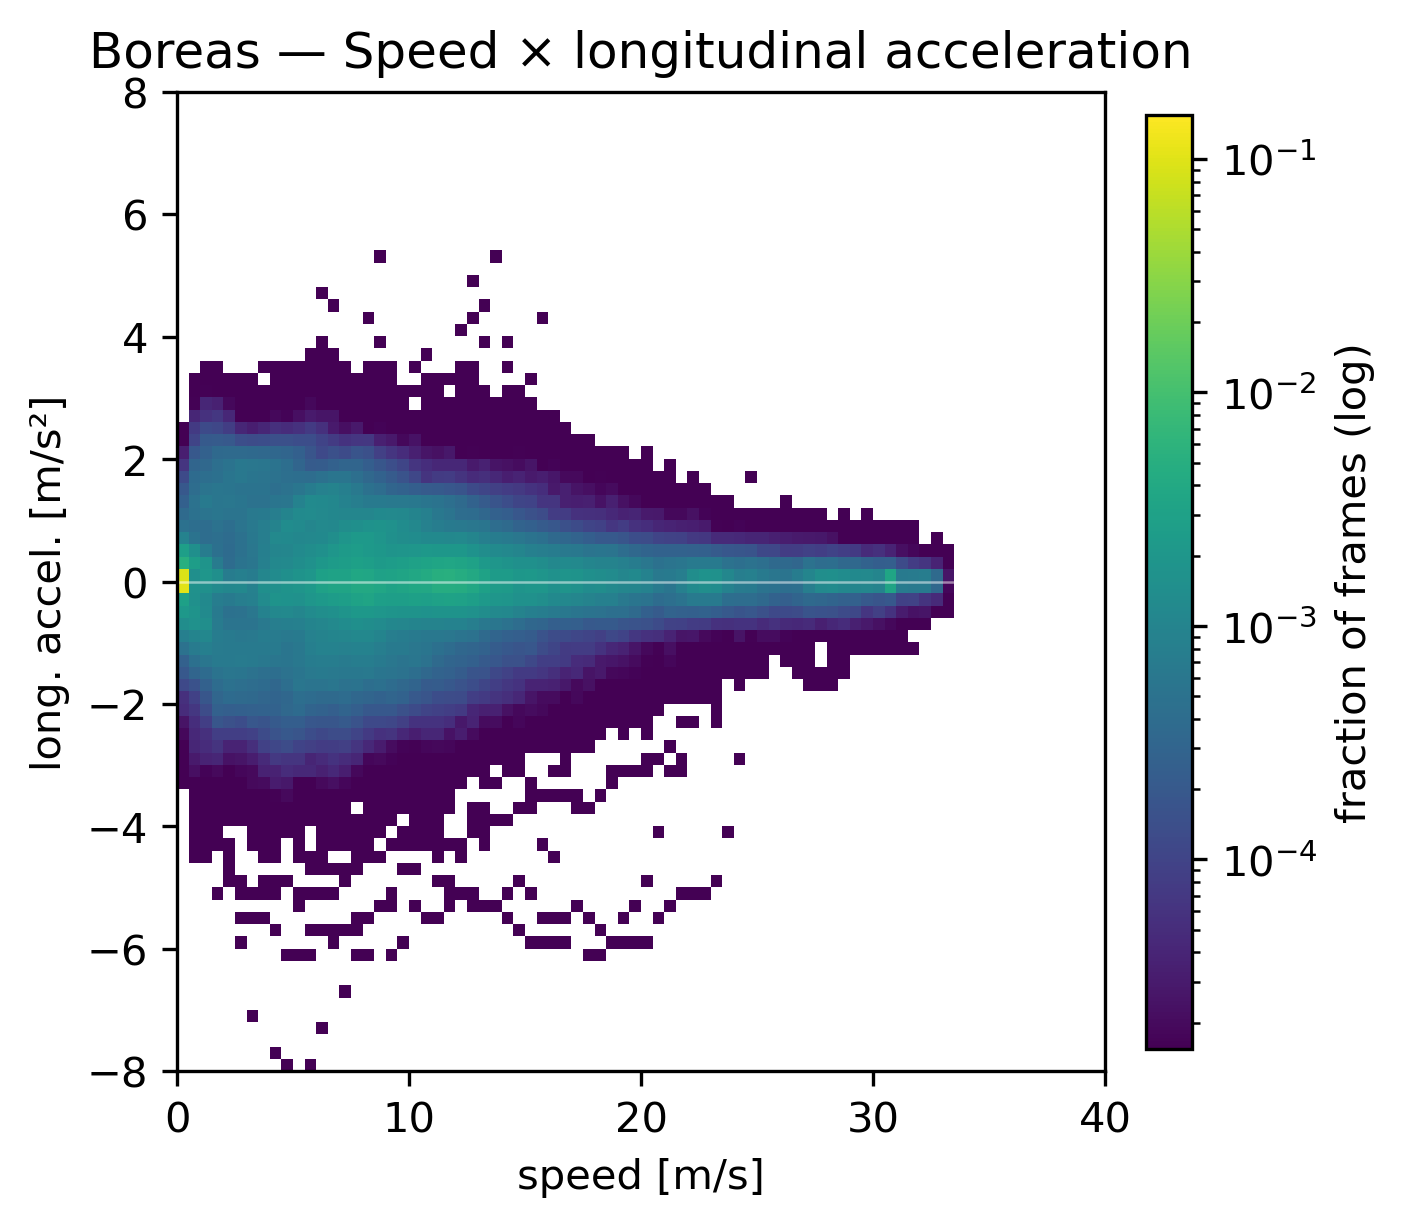 Boreas — Speed × longitudinal acceleration
8
6
4
2
0
−2
−4
−6
−8
0 10 20 30 40
speed [m/s]
long. accel. [m/s²]
10⁻¹
10⁻²
10⁻³
10⁻⁴
fraction of frames (log)